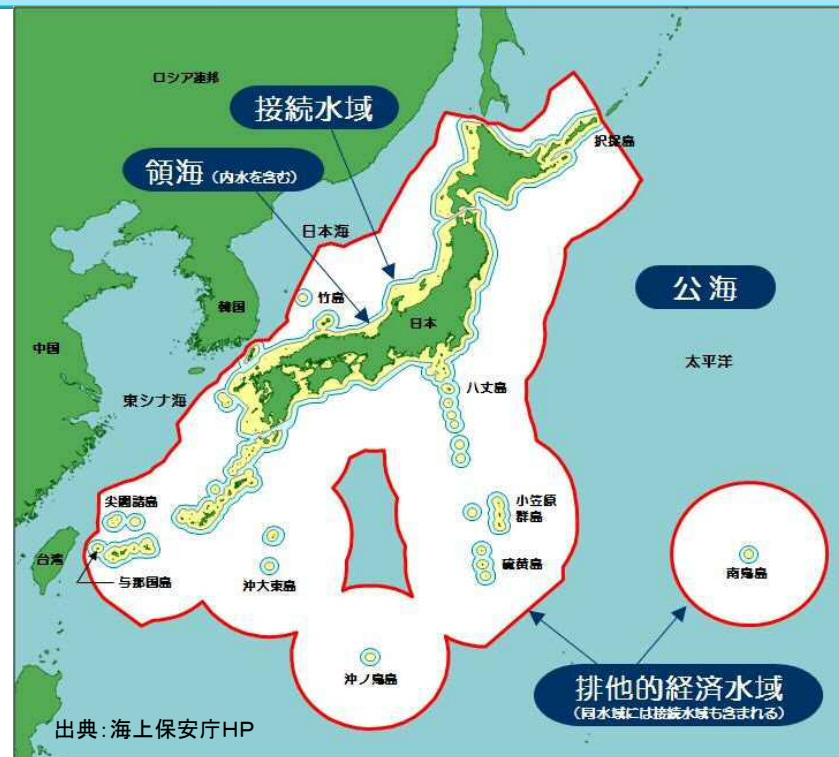 ロシア連邦
接続水域
択捉島
領海(内水を含む)
日本海
公海
竹島
韓国
日本
中国
太平洋
八丈島
東シナ海
尖閣諸島
小笠原
群島
台湾
硫黄島
与那国島
沖大東島
南鳥島
沖ノ鳥島
排他的経済水域
(同水域には接続水域も含まれる)
出典:海上保安庁HP